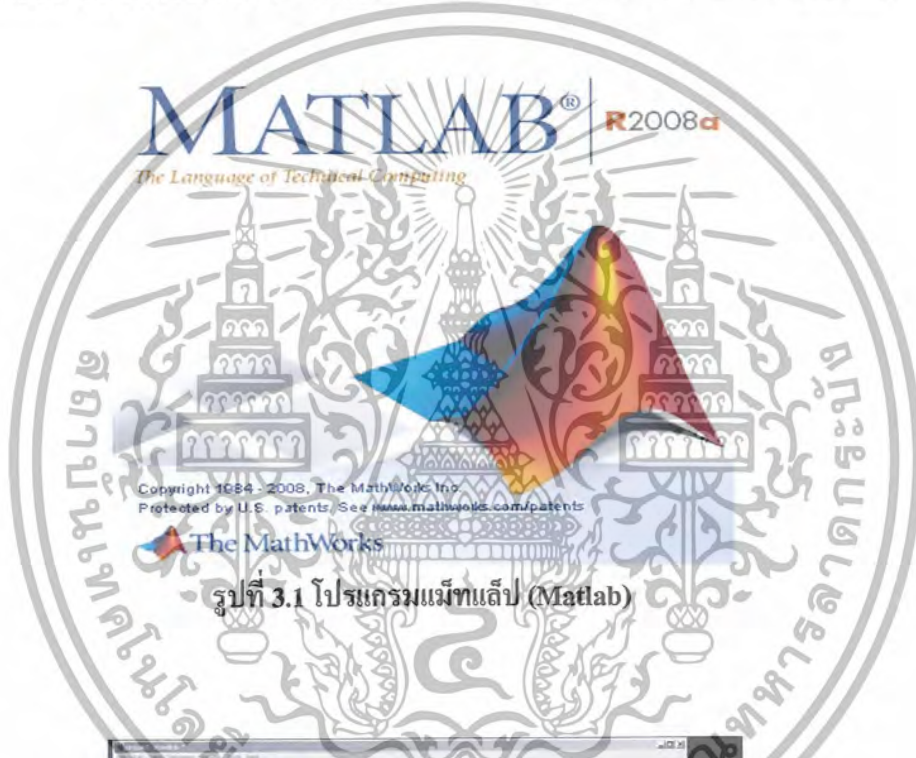 MATLAB® R2008a
The Language of Technical Computing
Copyright 1984 - 2008, The MathWorks Inc.
Protected by U.S. patents. See www.mathworks.com/patents
The MathWorks
รูปที่ 3.1 โปรแกรมแม็ทแล็ป (Matlab)